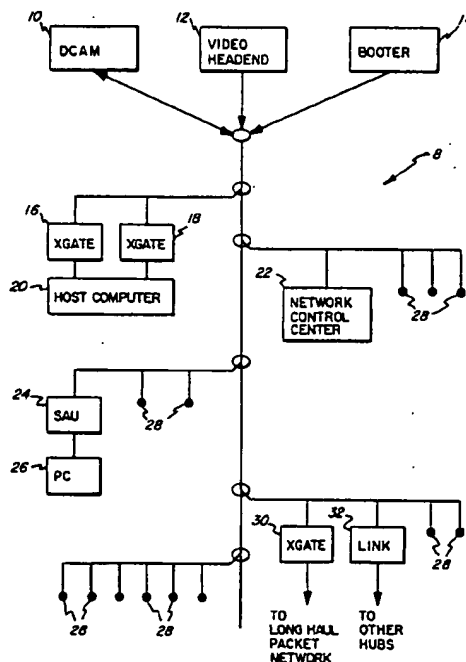 10
DCAM
12
VIDEO
HEADEND
BOOTER
8
16
XGATE
XGATE
18
20
HOST COMPUTER
22
NETWORK
CONTROL
CENTER
28
24
SAU
28
26
PC
30
XGATE
32
LINK
28
28
28
28
TO
LONG HAUL
PACKET
NETWORK
TO
OTHER
HUBS